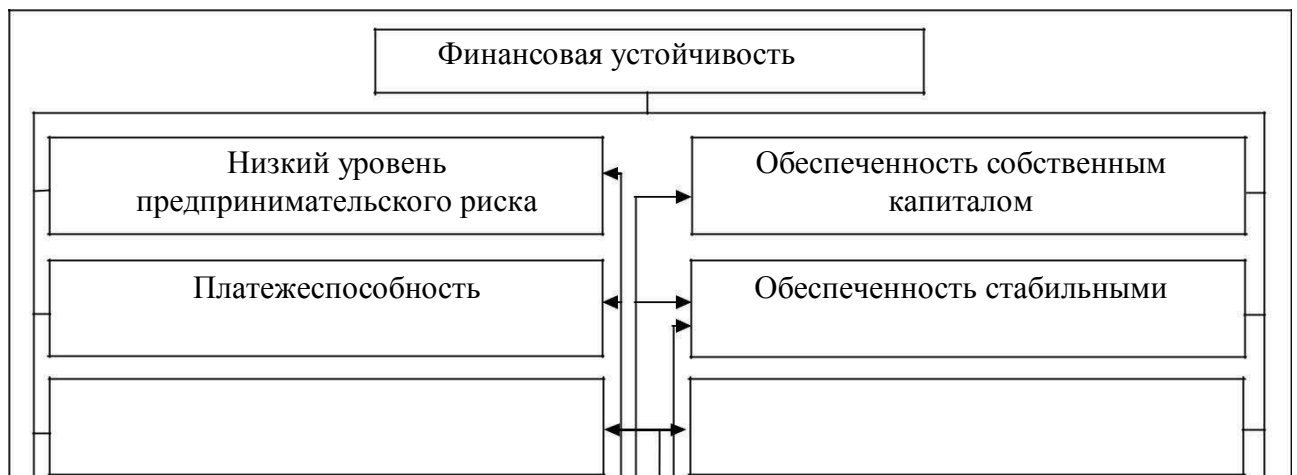 Финансовая устойчивость
Низкий уровень
предпринимательского риска
Обеспеченность собственным
капиталом
Платежеспособность
Обеспеченность стабильными